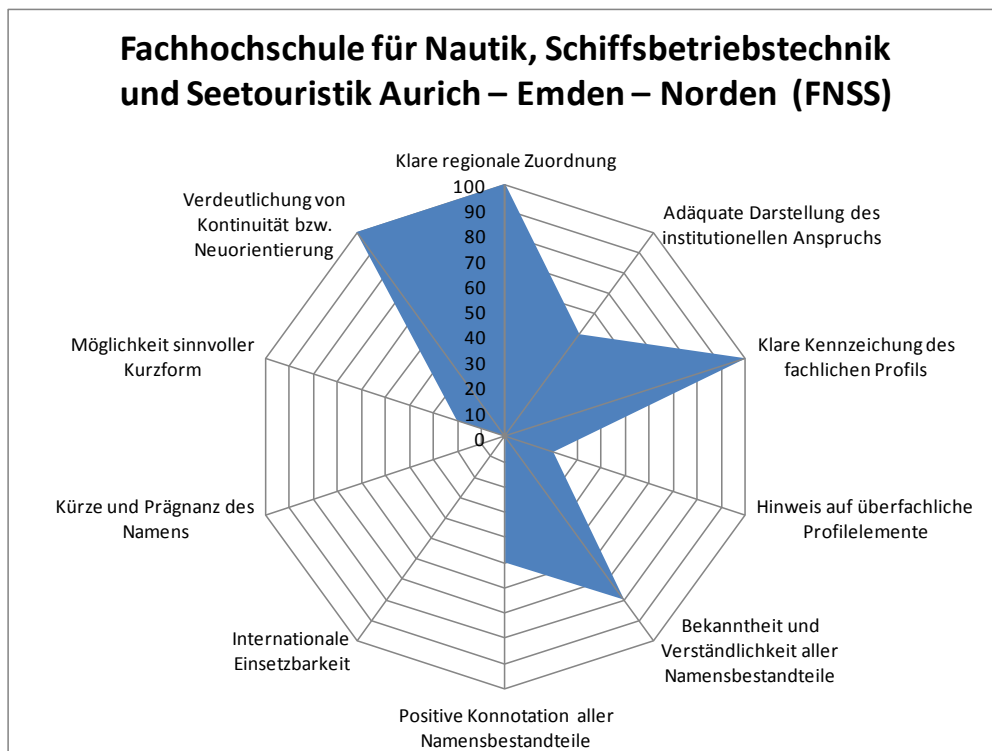 Fachhochschule für Nautik, Schiffsbetriebstechnik
und Seetouristik Aurich – Emden – Norden (FNSS)
Klare regionale Zuordnung
Adäquate Darstellung des
institutionellen Anspruchs
Klare Kennzeichung des
fachlichen Profils
Hinweis auf überfachliche
Profilelemente
Bekanntheit und
Verständlichkeit aller
Namensbestandteile
Positive Konnotation aller
Namensbestandteile
Internationale
Einsetzbarkeit
Kürze und Prägnanz des
Namens
Möglichkeit sinnvoller
Kurzform
Verdeutlichung von
Kontinuität bzw.
Neuorientierung
100
90
80
70
60
50
40
30
20
10
0